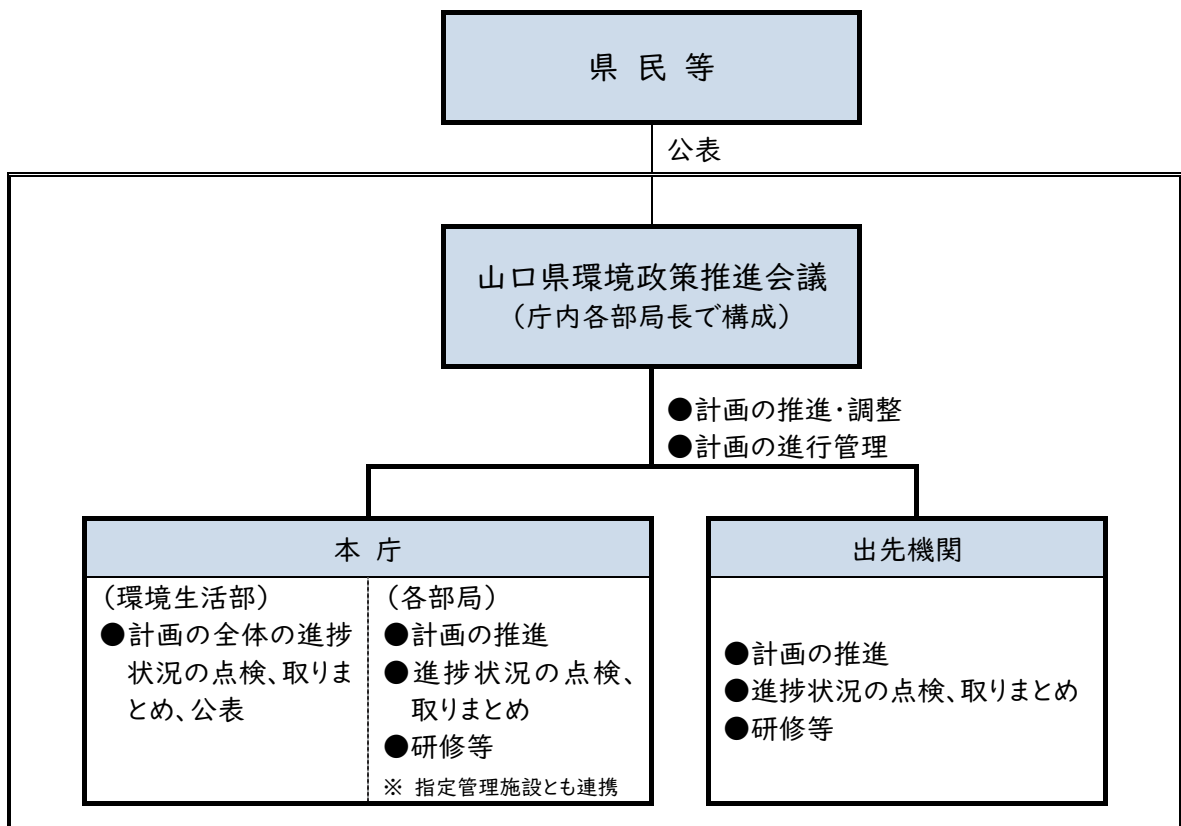 県 民 等
公表
山口県環境政策推進会議
（庁内各部局長で構成）
●計画の推進・調整
●計画の進行管理
本 庁
（環境生活部）
●計画の全体の進捗
状況の点検、取りま
とめ、公表
（各部局）
●計画の推進
●進捗状況の点検、
取りまとめ
●研修等
※ 指定管理施設とも連携
出先機関
●計画の推進
●進捗状況の点検、取りまとめ
●研修等